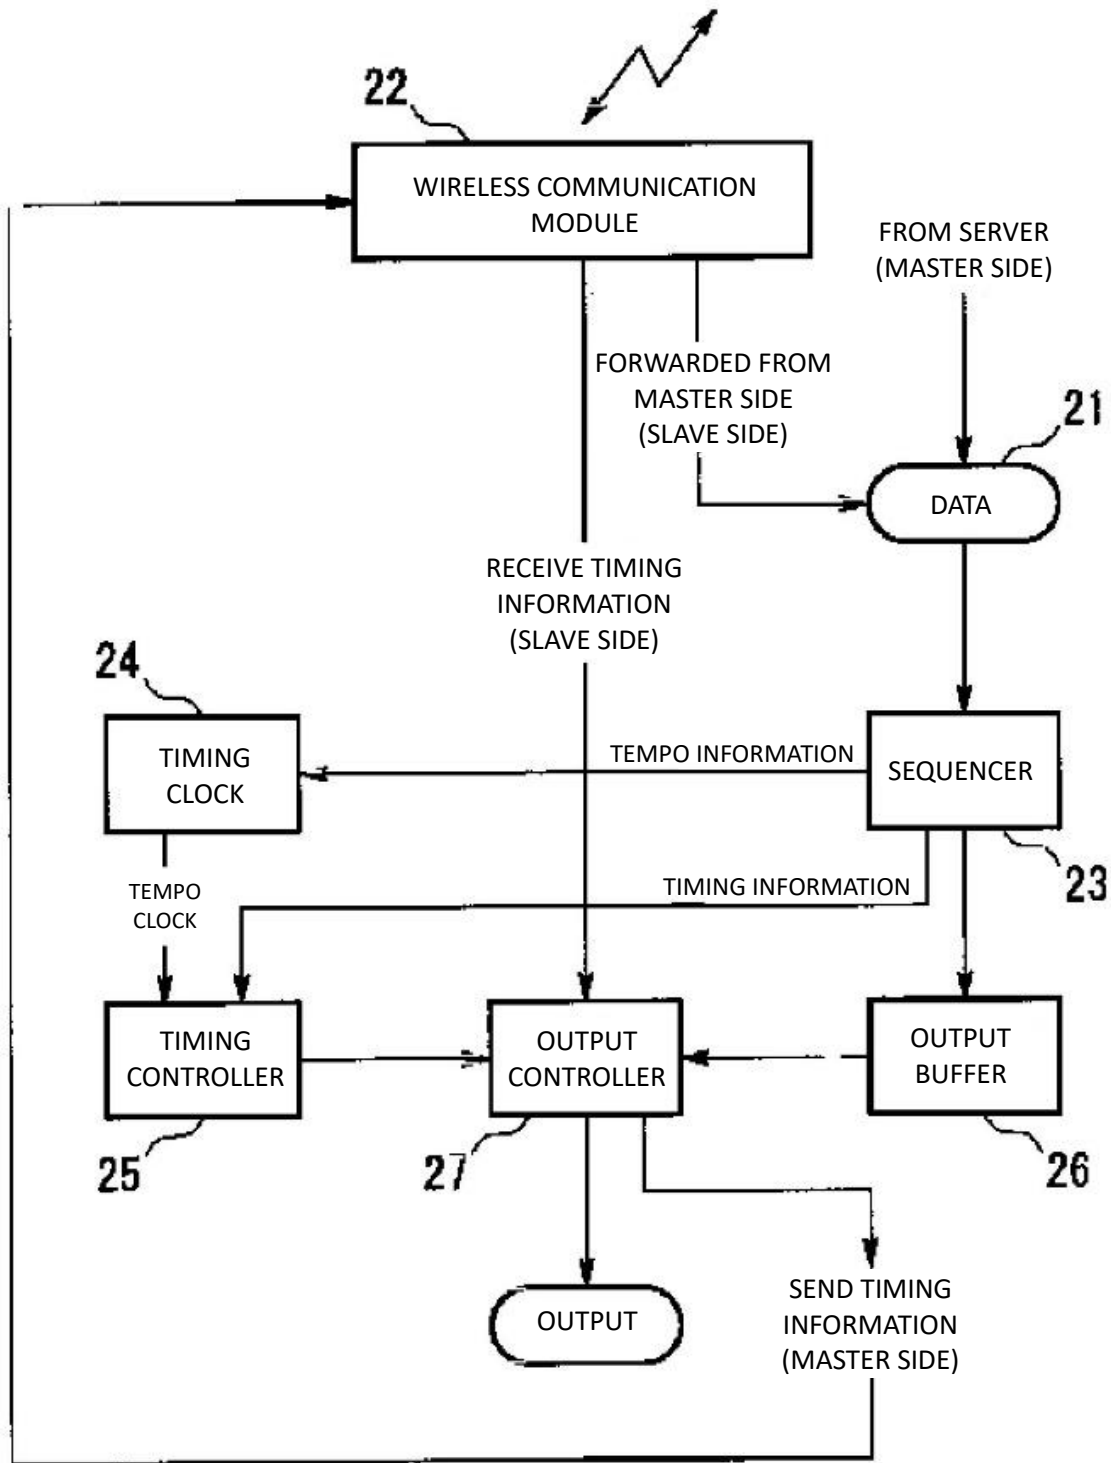 22
WIRELESS COMMUNICATION
MODULE
FROM SERVER
(MASTER SIDE)
FORWARDED FROM
MASTER SIDE
(SLAVE SIDE)
21
DATA
RECEIVE TIMING
INFORMATION
(SLAVE SIDE)
24
TIMING
CLOCK
TEMPO INFORMATION
SEQUENCER
23
TEMPO
CLOCK
TIMING INFORMATION
TIMING
CONTROLLER
25
OUTPUT
CONTROLLER
27
OUTPUT
BUFFER
26
OUTPUT
SEND TIMING
INFORMATION
(MASTER SIDE)